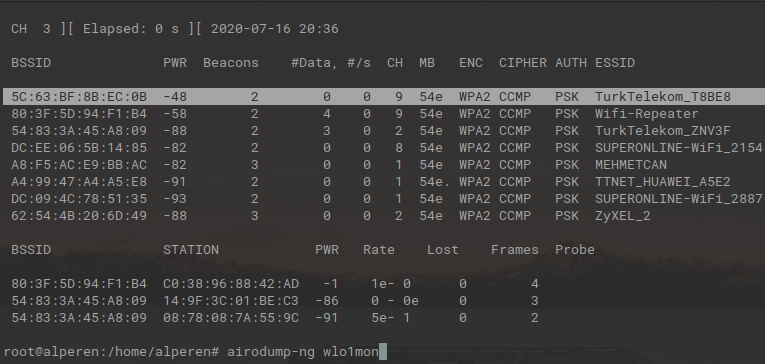 CH 3 ][ Elapsed: 0 s ][ 2020-07-16 20:36
BSSID PWR Beacons #Data, #/s CH MB ENC CIPHER AUTH ESSID
5C:63:BF:8B:EC:0B -48 2 0 0 9 54e WPA2 CCMP PSK TurkTelekom_T8BE8
80:3F:5D:94:F1:B4 -58 2 4 0 9 54e WPA2 CCMP PSK Wifi-Repeater
54:83:3A:45:A8:09 -88 2 3 0 2 54e WPA2 CCMP PSK TurkTelekom_ZNV3F
DC:EE:06:5B:14:85 -82 2 0 0 8 54e WPA2 CCMP PSK SUPERONLINE-WiFi_2154
A8:F5:AC:E9:BB:AC -82 3 0 0 1 54e WPA2 CCMP PSK MEHMETCAN
A4:99:47:A4:A5:E8 -91 2 0 0 1 54e. WPA2 CCMP PSK TTNET_HUAWEI_A5E2
DC:09:4C:78:51:35 -93 2 0 0 1 54e WPA2 CCMP PSK SUPERONLINE-WiFi_2887
62:54:4B:20:6D:49 -88 3 0 0 2 54e WPA2 CCMP PSK ZyXEL_2
BSSID STATION PWR Rate Lost Frames Probe
80:3F:5D:94:F1:B4 C0:38:96:88:42:AD -1 1e- 0 0 4
54:83:3A:45:A8:09 14:9F:3C:01:BE:C3 -86 0 - 0e 0 3
54:83:3A:45:A8:09 08:78:08:7A:55:9C -91 5e- 1 0 2
root@alperen:/home/alperen# airodump-ng wlo1mon